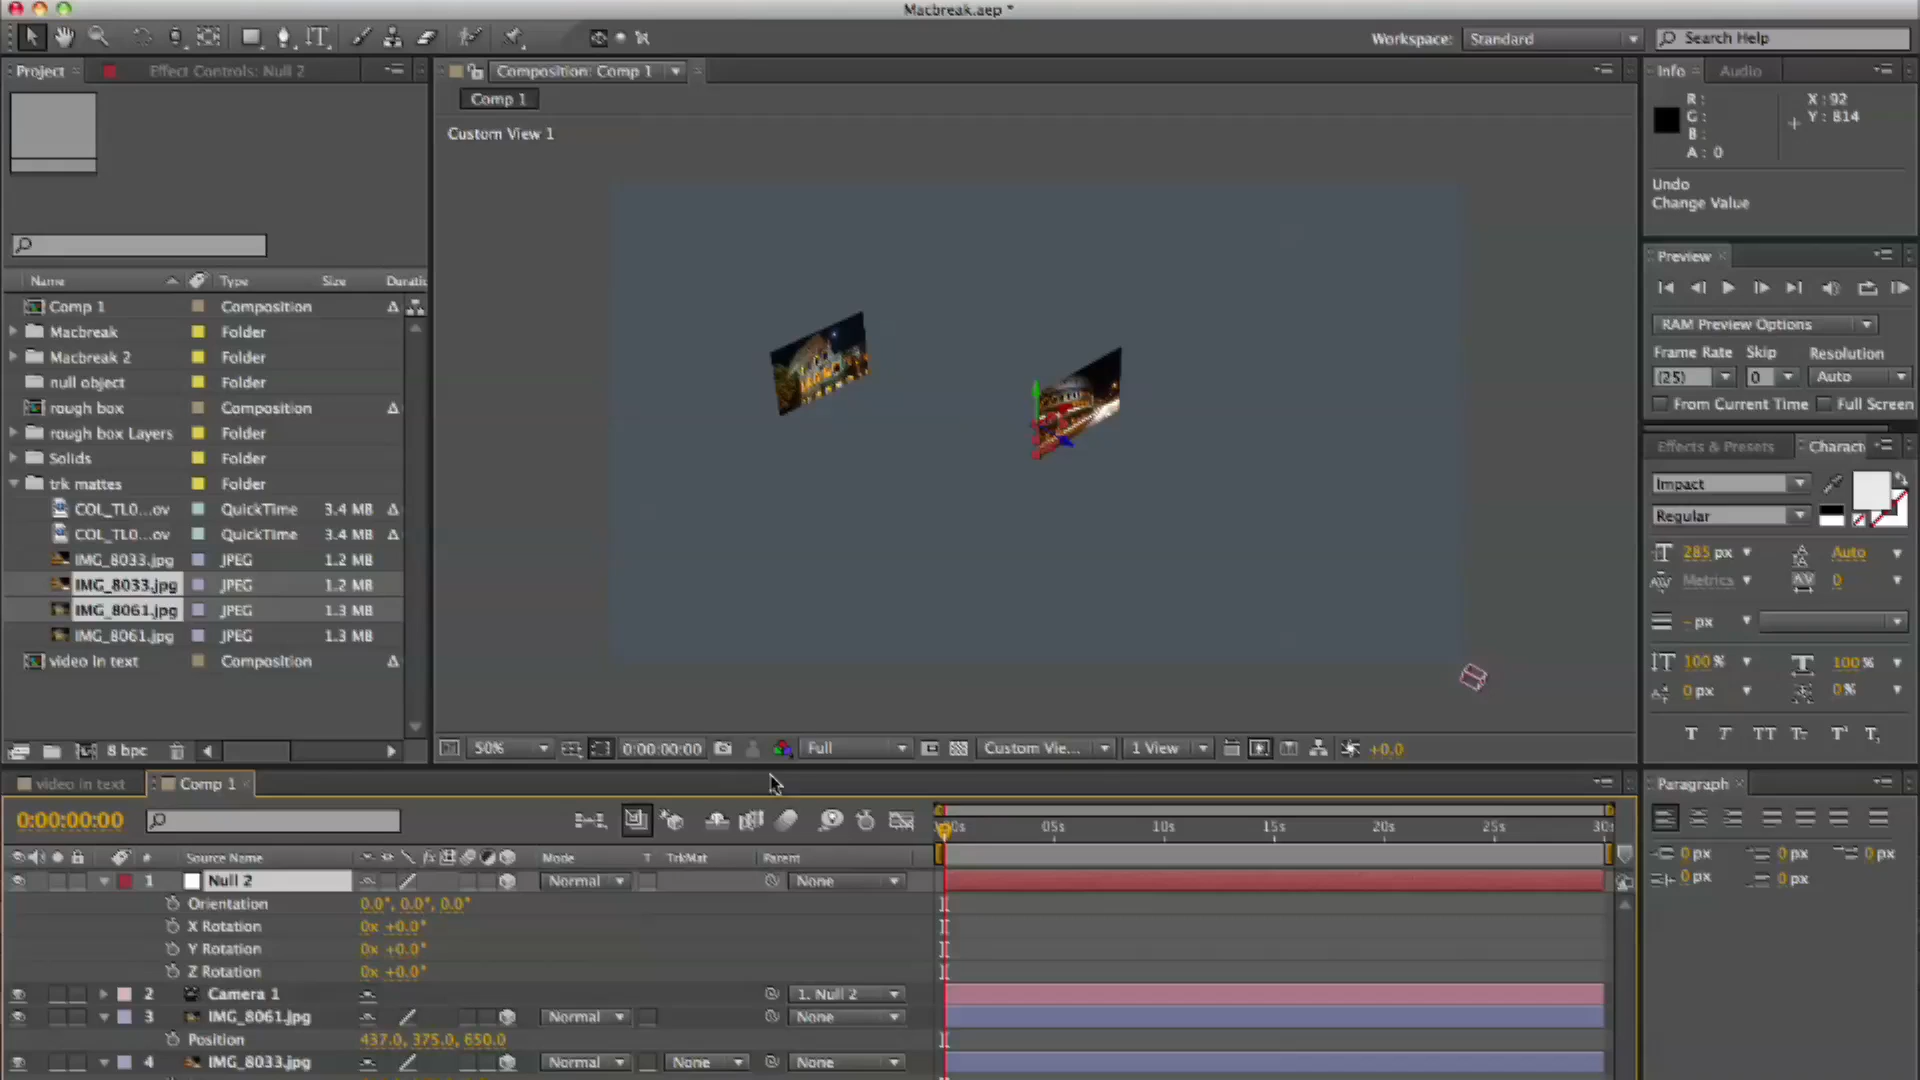 Macbreak.aep *
Workspace: Standard Search Help
Project Effect Controls: Null 2
Composition: Comp 1
Comp 1
Custom View 1
Info Audio
R: X: 92
G: Y: 814
B:
A: 0
Undo
Change Value
Preview
RAM Preview Options
Frame Rate Skip Resolution
(25) 0 Auto
From Current Time Full Screen
Effects & Presets Charact
Impact
Regular
285 px Auto
Metrics 0
- px
100 % 100 %
0 px 0 %
T T TT Tr T T
Name Type Size Durati
Comp 1 Composition
Macbreak Folder
Macbreak 2 Folder
null object Folder
rough box Composition
rough box Layers Folder
Solids Folder
trk mattes Folder
COL_TL0...ov QuickTime 3.4 MB
COL_TL0...ov QuickTime 3.4 MB
IMG_8033.jpg JPEG 1.2 MB
IMG_8033.jpg JPEG 1.2 MB
IMG_8061.jpg JPEG 1.3 MB
IMG_8061.jpg JPEG 1.3 MB
video in text Composition
8 bpc
50% 0:00:00:00 Full Custom Vie... 1 View +0.0
video in text Comp 1
Paragraph
0 px 0 px 0 px
0 px 0 px
0:00:00:00
05s 10s 15s 20s 25s 30s
# Source Name Mode T TrkMat Parent
1 Null 2 Normal None
Orientation 0.0°, 0.0°, 0.0°
X Rotation 0x +0.0°
Y Rotation 0x +0.0°
Z Rotation 0x +0.0°
2 Camera 1 1. Null 2
3 IMG_8061.jpg Normal None
Position 437.0, 375.0, 650.0
4 IMG_8033.jpg Normal None None